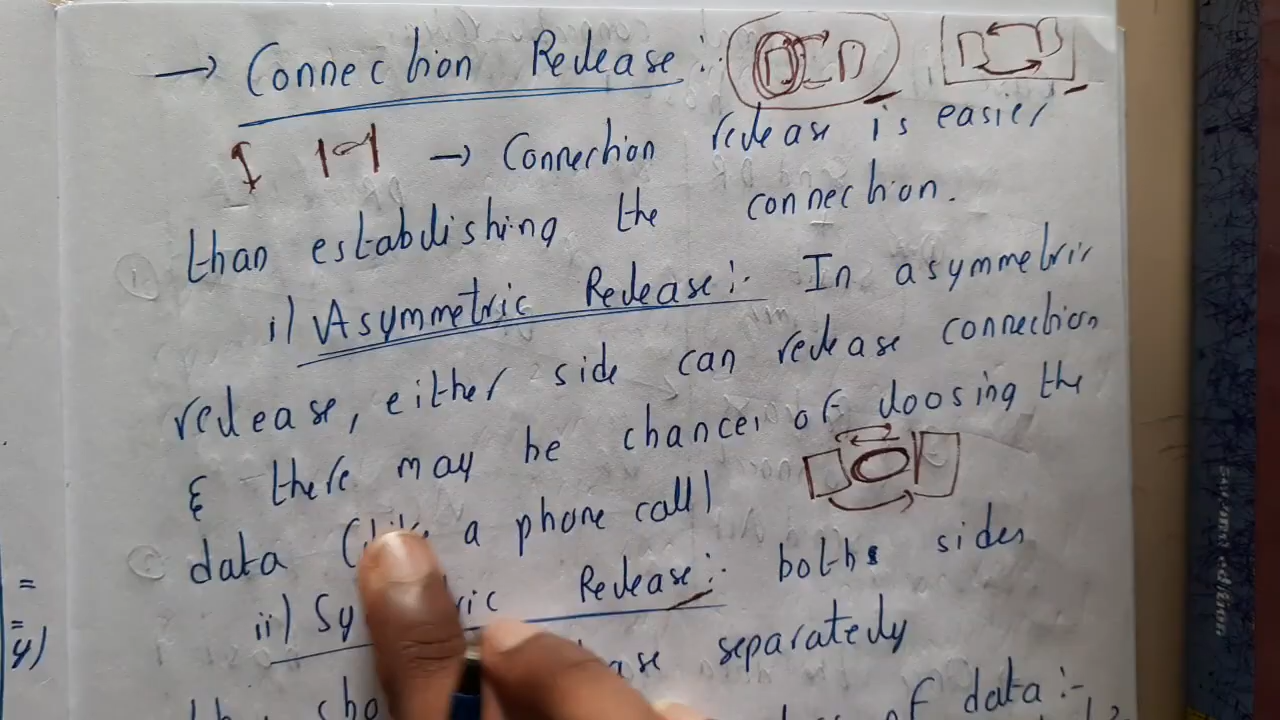 → Connection Release :-
→ Connection release is easier
than establishing the connection.
i) Asymmetric Release :- In asymmetric
release, either side can release connection
& there may be chances of loosing the
data (like a phone call)
ii) Release :- both sides
separately
of data :-
=
=
4)